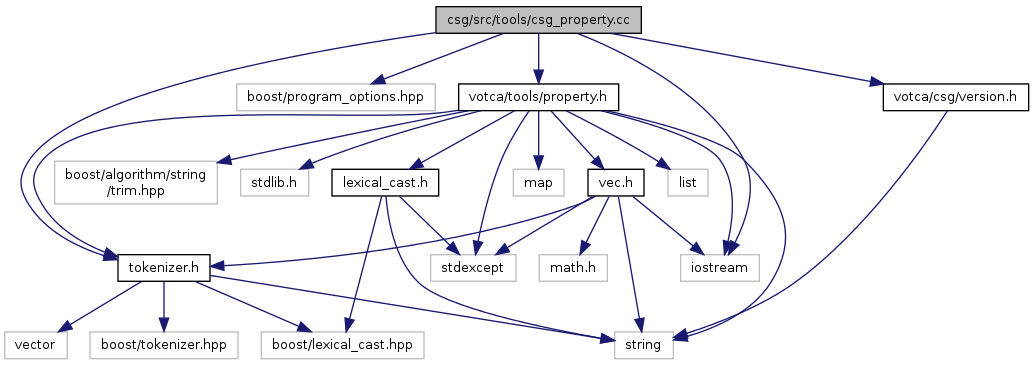 csg/src/tools/csg_property.cc
boost/program_options.hpp
votca/tools/property.h
votca/csg/version.h
boost/algorithm/string
/trim.hpp
stdlib.h
lexical_cast.h
map
vec.h
list
tokenizer.h
stdexcept
math.h
iostream
vector
boost/tokenizer.hpp
boost/lexical_cast.hpp
string